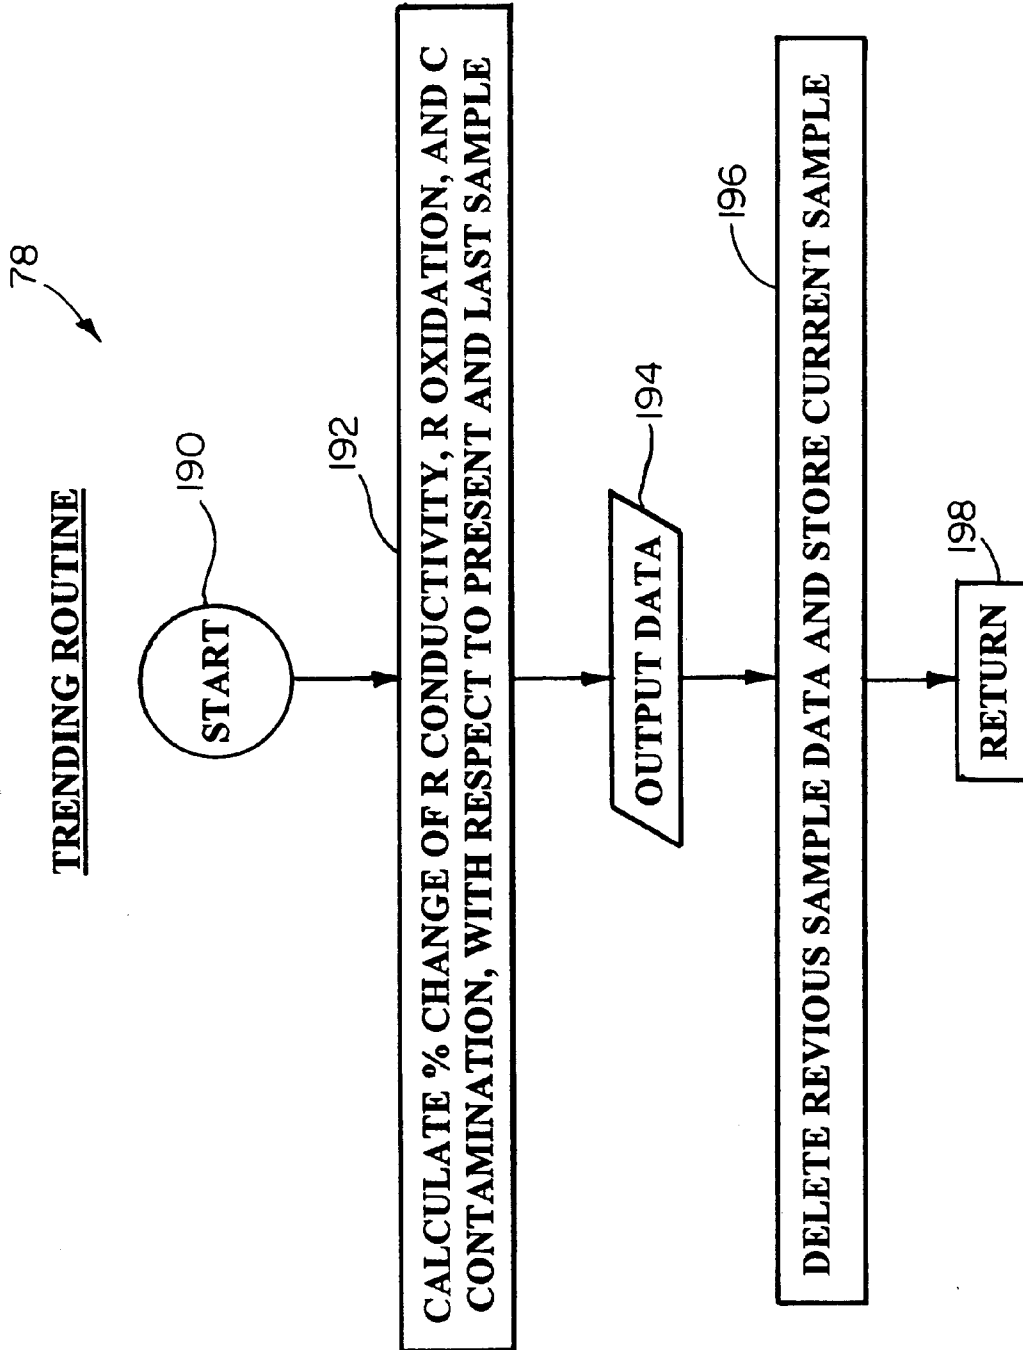 TRENDING ROUTINE
78
START
190
192
CALCULATE % CHANGE OF R CONDUCTIVITY, R OXIDATION, AND C
CONTAMINATION, WITH RESPECT TO PRESENT AND LAST SAMPLE
OUTPUT DATA
194
196
DELETE REVIOUS SAMPLE DATA AND STORE CURRENT SAMPLE
198
RETURN